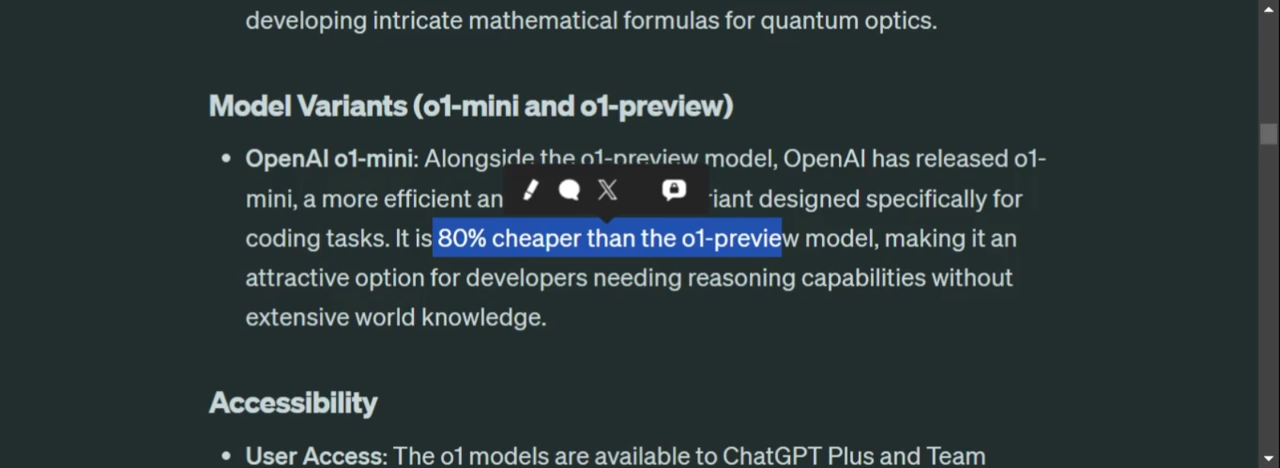 developing intricate mathematical formulas for quantum optics.
Model Variants (o1-mini and o1-preview)
• OpenAI o1-mini: Alongside the o1-preview model, OpenAI has released o1-
mini, a more efficient an riant designed specifically for
coding tasks. It is 80% cheaper than the o1-preview model, making it an
attractive option for developers needing reasoning capabilities without
extensive world knowledge.
Accessibility
• User Access: The o1 models are available to ChatGPT Plus and Team